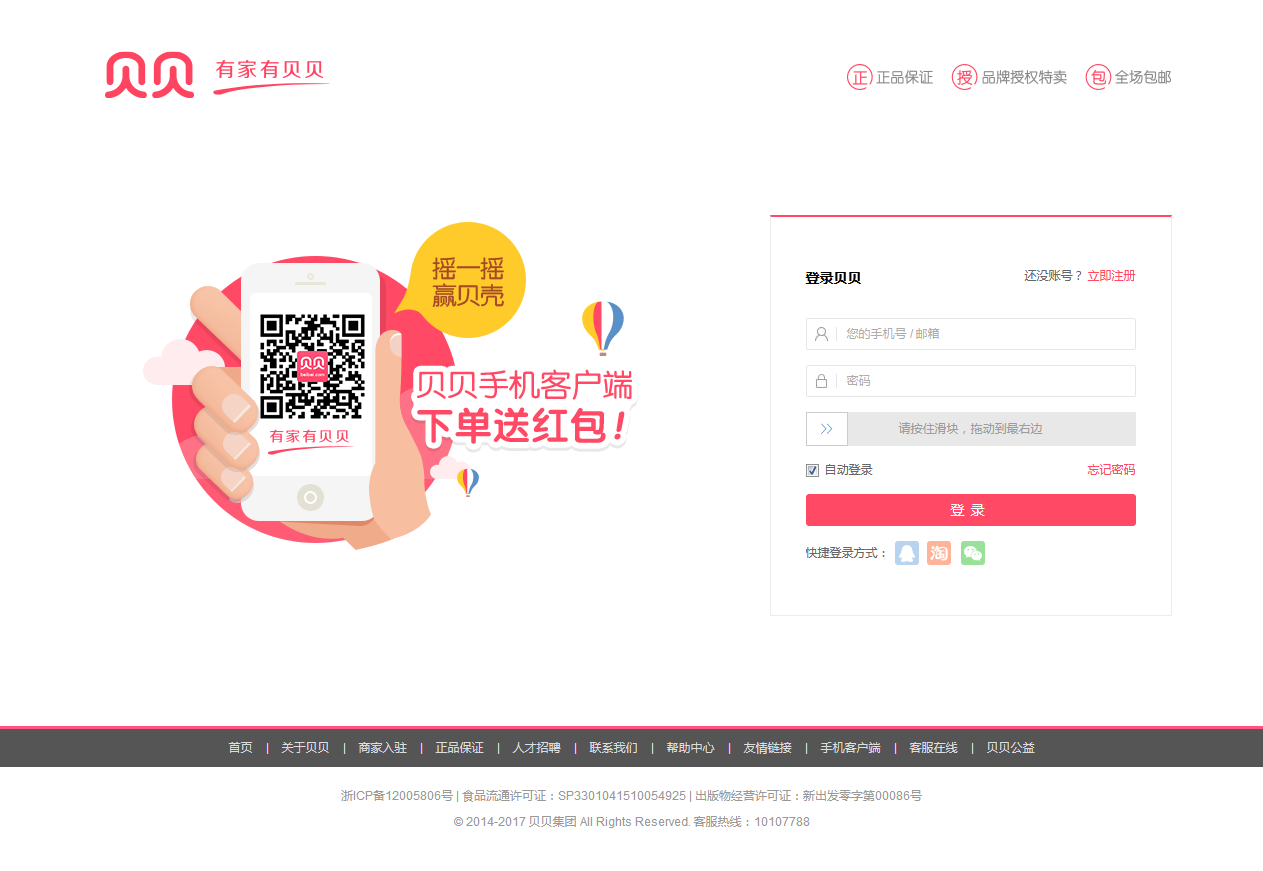 贝贝 有家有贝贝
正 正品保证 授 品牌授权特卖 包 全场包邮
摇一摇
赢贝壳
贝贝
beibei.com
有家有贝贝
贝贝手机客户端
下单送红包!
登录贝贝
还没账号? 立即注册
您的手机号 / 邮箱
密码
请按住滑块，拖动到最右边
自动登录 忘记密码
登 录
快捷登录方式： 淘
首页 | 关于贝贝 | 商家入驻 | 正品保证 | 人才招聘 | 联系我们 | 帮助中心 | 友情链接 | 手机客户端 | 客服在线 | 贝贝公益
浙ICP备12005806号 | 食品流通许可证：SP3301041510054925 | 出版物经营许可证：新出发零字第00086号
© 2014-2017 贝贝集团 All Rights Reserved. 客服热线：10107788